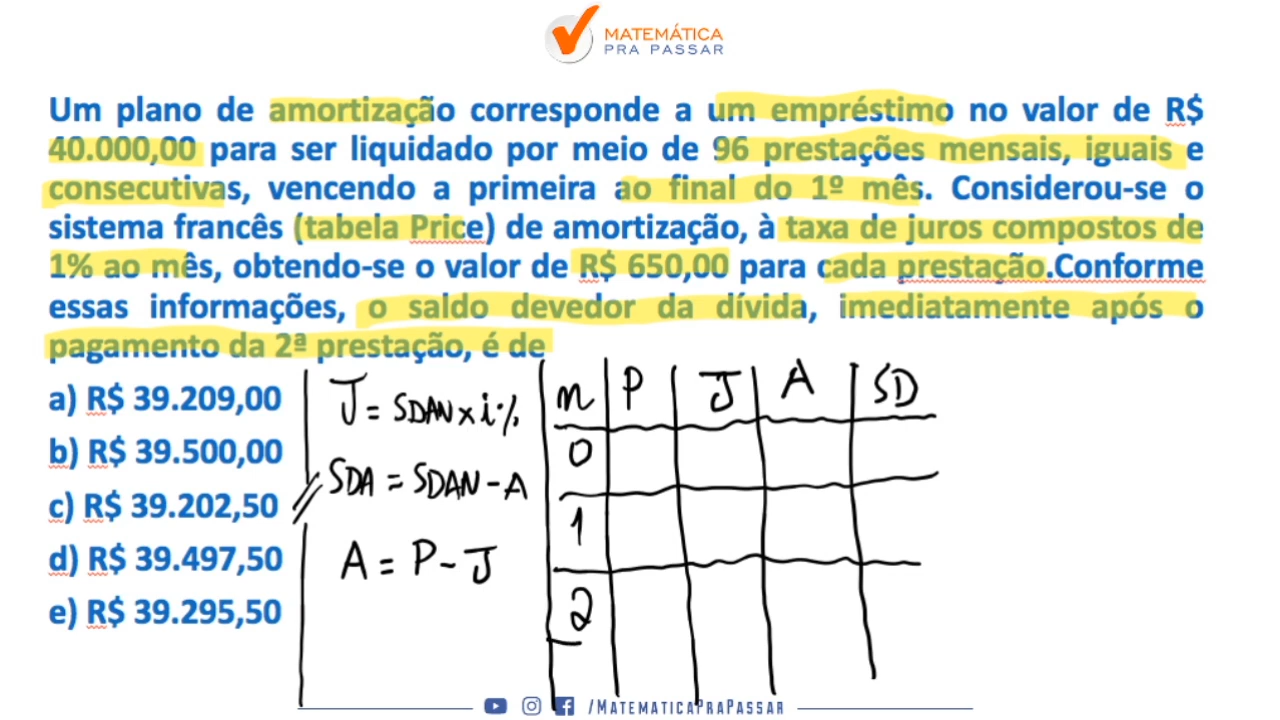 MATEMÁTICA
PRA PASSAR
Um plano de amortização corresponde a um empréstimo no valor de R$
40.000,00 para ser liquidado por meio de 96 prestações mensais, iguais e
consecutivas, vencendo a primeira ao final do 1º mês. Considerou-se o
sistema francês (tabela Price) de amortização, à taxa de juros compostos de
1% ao mês, obtendo-se o valor de R$ 650,00 para cada prestação.Conforme
essas informações, o saldo devedor da dívida, imediatamente após o
pagamento da 2ª prestação, é de
a) R$ 39.209,00
b) R$ 39.500,00
c) R$ 39.202,50
d) R$ 39.497,50
e) R$ 39.295,50
J = SDAN x i%
SDA = SDAN - A
A = P - J
n P J A SD
0
1
2
/MATEMATICAPRAPASSAR